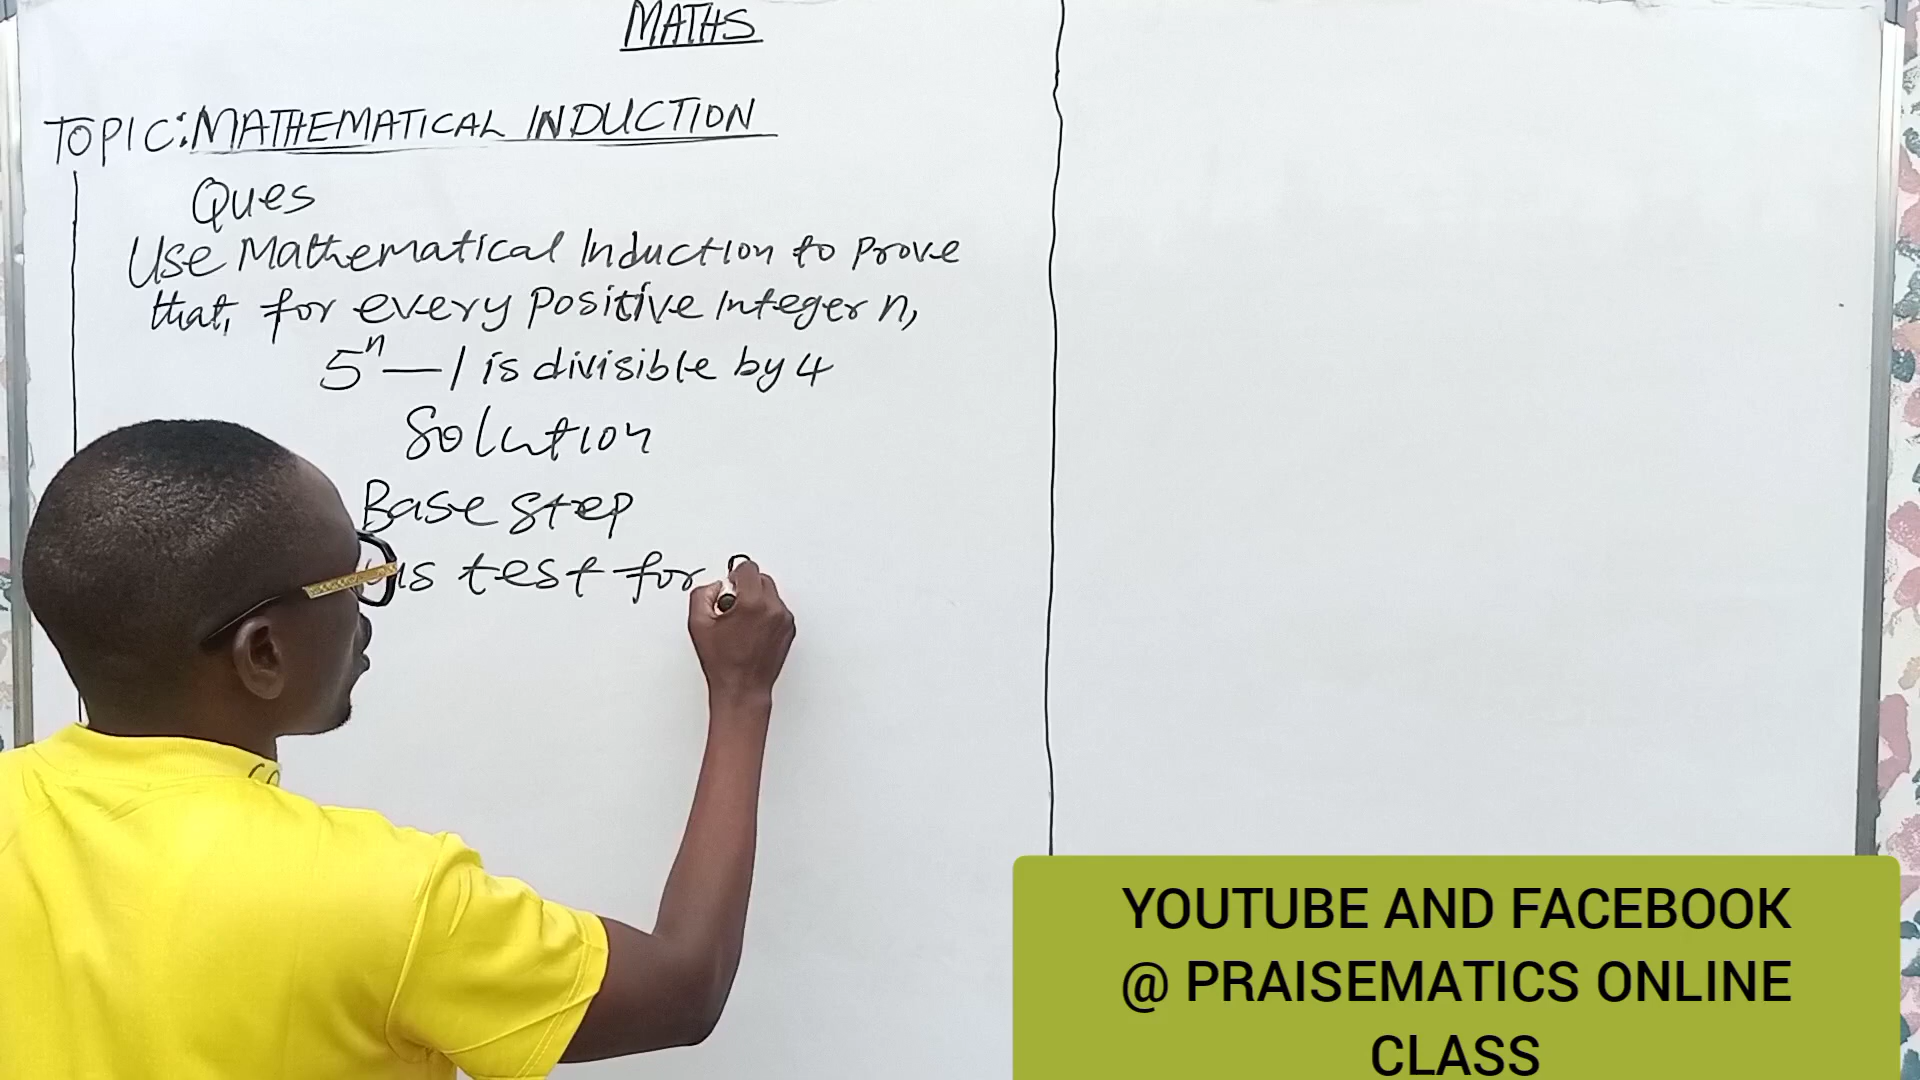 MATHS
TOPIC: MATHEMATICAL INDUCTION
Ques
Use Mathematical Induction to prove
that, for every positive Integer n,
5ⁿ — 1 is divisible by 4
Solution
Base step
test for
YOUTUBE AND FACEBOOK
@ PRAISEMATICS ONLINE
CLASS